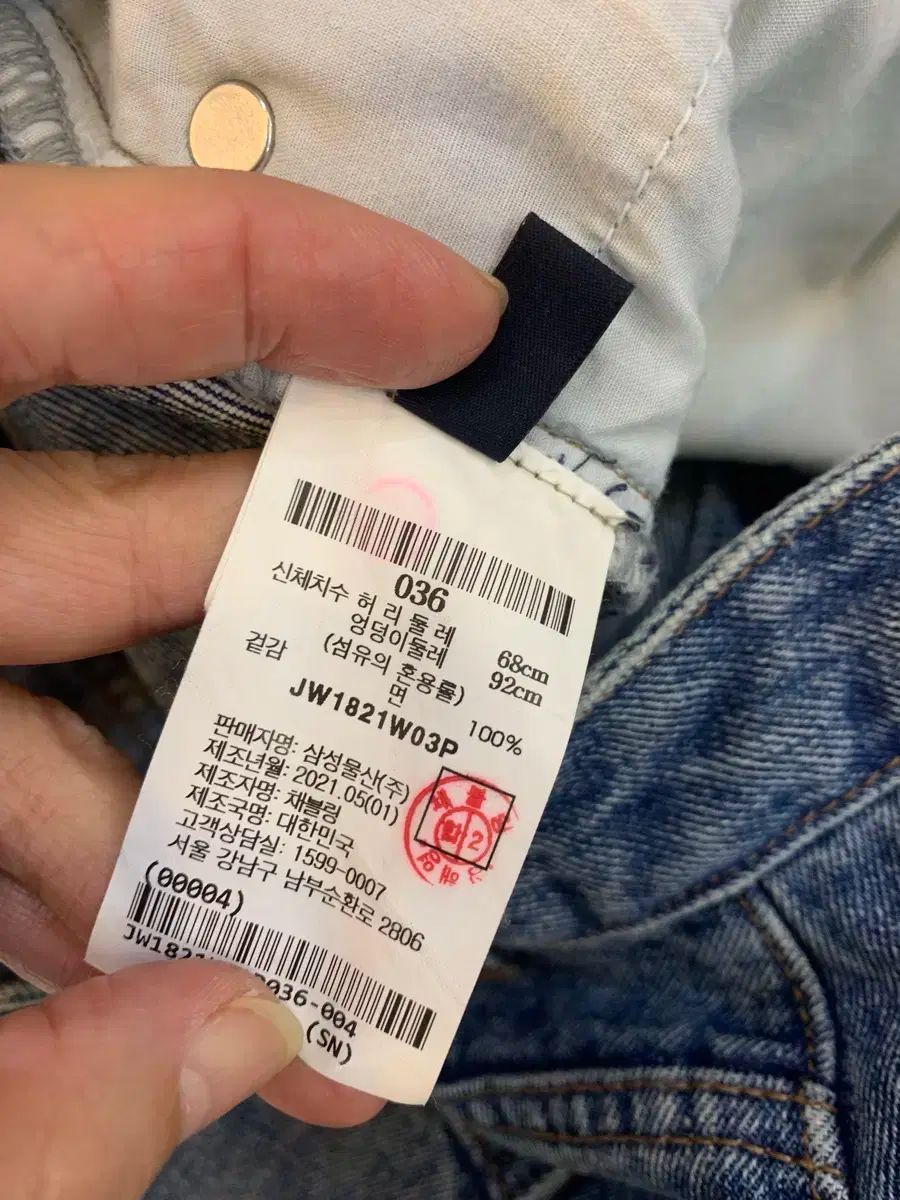 036
신체치수 허 리 둘 레 68cm
엉덩이둘레 92cm
겉감 (섬유의 혼용률)
면 100%
JW1821W03P
판매자명: 삼성물산(주)
제조년월: 2021.05(01)
제조자명: 채블링
제조국명: 대한민국
고객상담실: 1599-0007
서울 강남구 남부순환로 2806
(00004)
036-004
(SN)